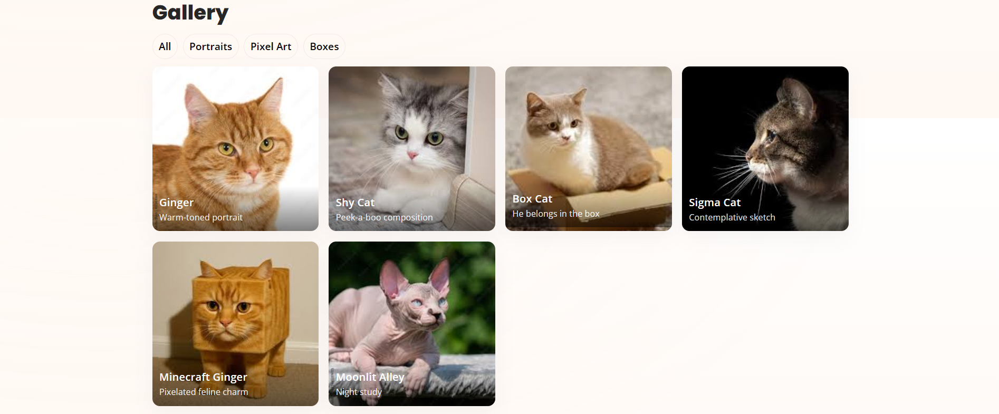 Gallery
All
Portraits
Pixel Art
Boxes
Ginger
Warm-toned portrait
Shy Cat
Peek-a-boo composition
Box Cat
He belongs in the box
Sigma Cat
Contemplative sketch
Minecraft Ginger
Pixelated feline charm
Moonlit Alley
Night study